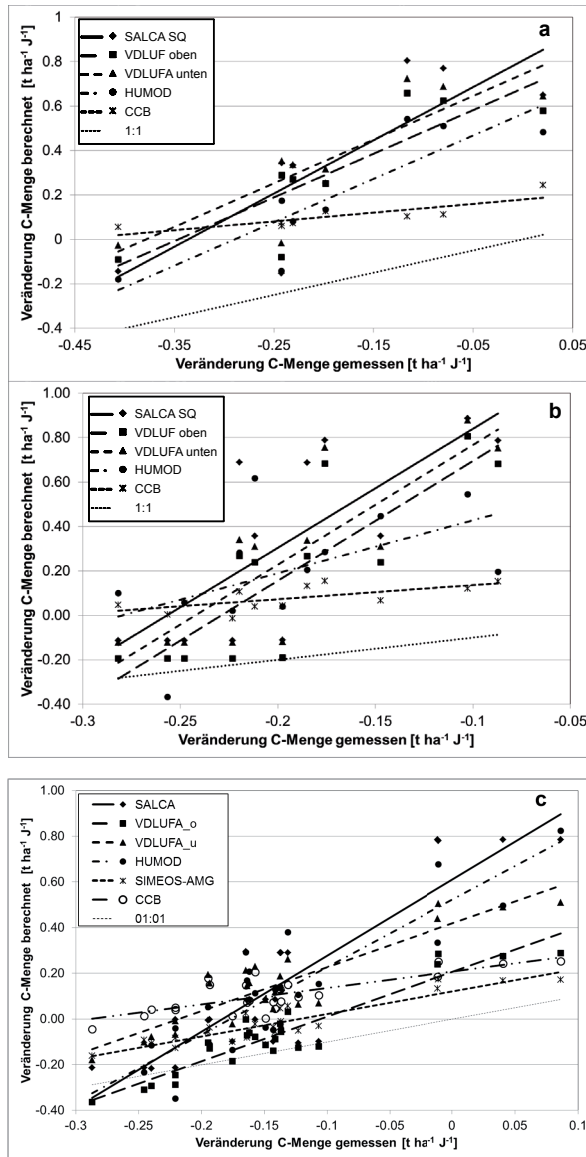 a
SALCA SQ
VDLUF oben
VDLUFA unten
HUMOD
CCB
1:1
Veränderung C-Menge berechnet [t ha-1 J-1]
1
0.8
0.6
0.4
0.2
0
-0.2
-0.4
-0.45
-0.35
-0.25
-0.15
-0.05
0.05
Veränderung C-Menge gemessen [t ha-1 J-1]
b
SALCA SQ
VDLUF oben
VDLUFA unten
HUMOD
CCB
1:1
Veränderung C-Menge berechnet [t ha-1 J-1]
1.00
0.80
0.60
0.40
0.20
0.00
-0.20
-0.40
-0.3
-0.25
-0.2
-0.15
-0.1
-0.05
Veränderung C-Menge gemessen [t ha-1 J-1]
c
SALCA
VDLUFA_o
VDLUFA_u
HUMOD
SIMEOS-AMG
CCB
01:01
Veränderung C-Menge berechnet [t ha-1 J-1]
1.00
0.80
0.60
0.40
0.20
0.00
-0.20
-0.40
-0.3
-0.25
-0.2
-0.15
-0.1
-0.05
0
0.05
0.1
Veränderung C-Menge gemessen [t ha-1 J-1]